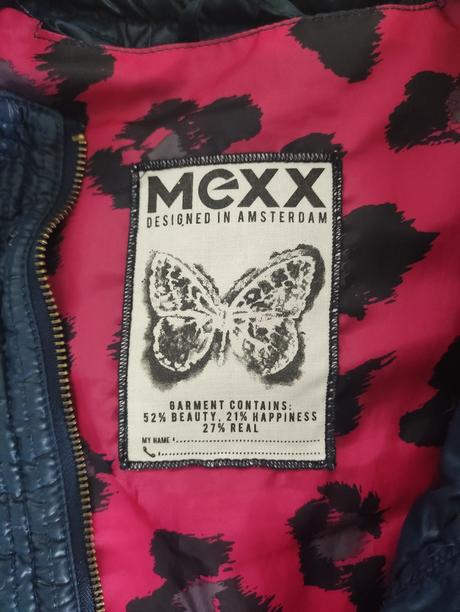 Mexx
DESIGNED IN AMSTERDAM
GARMENT CONTAINS:
52% BEAUTY, 21% HAPPINESS
27% REAL
MY NAME :